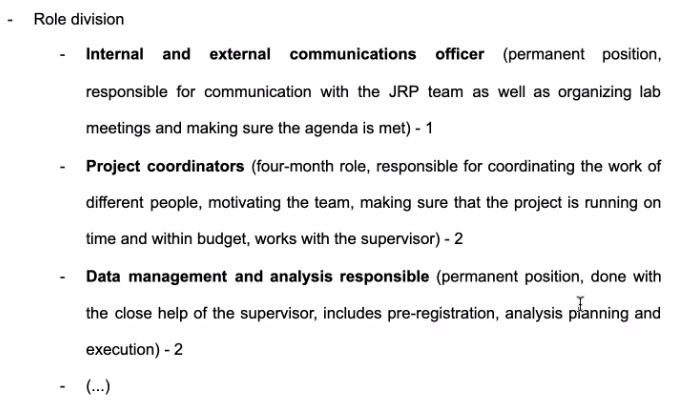 - Role division
- Internal and external communications officer (permanent position,
responsible for communication with the JRP team as well as organizing lab
meetings and making sure the agenda is met) - 1
- Project coordinators (four-month role, responsible for coordinating the work of
different people, motivating the team, making sure that the project is running on
time and within budget, works with the supervisor) - 2
- Data management and analysis responsible (permanent position, done with
the close help of the supervisor, includes pre-registration, analysis planning and
execution) - 2
- (...)